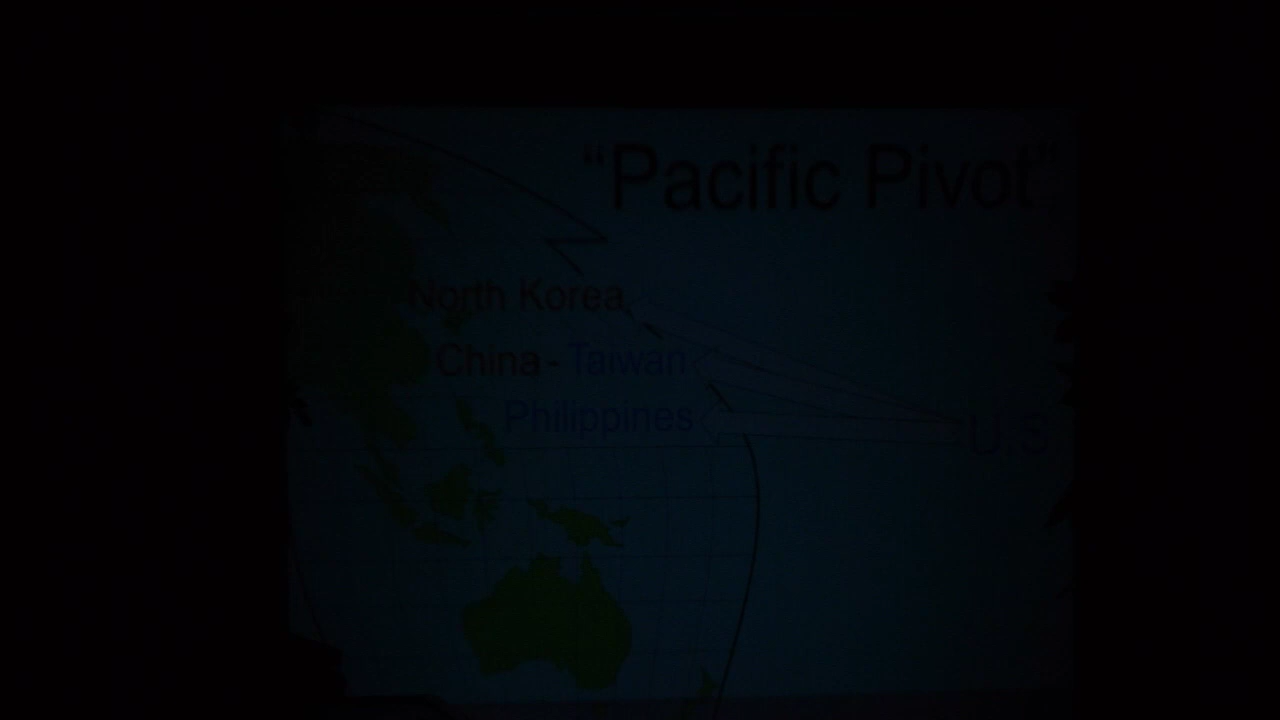 “Pacific Pivot”
North Korea
China - Taiwan
Philippines
U.S